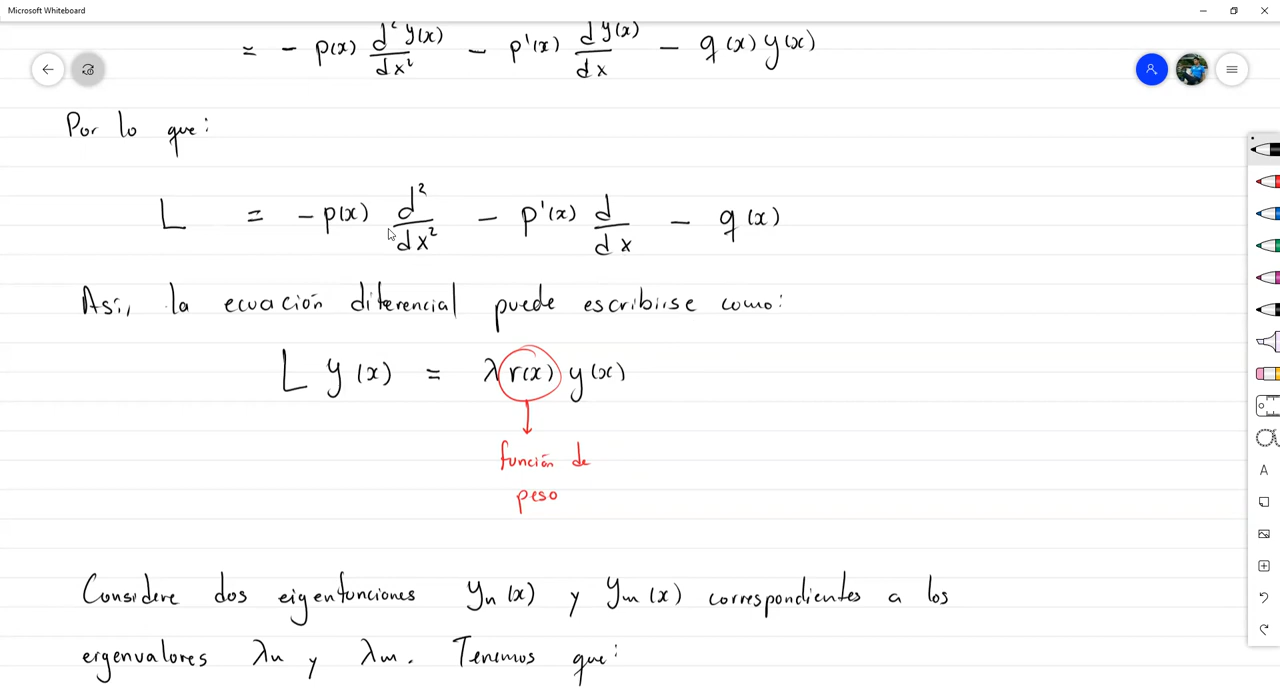 Microsoft Whiteboard
= - p(x) d²y(x)/dx² - p'(x) dy(x)/dx - q(x) y(x)
Por lo que:
L = -p(x) d²/dx² - p'(x) d/dx - q(x)
Así, la ecuación diferencial puede escribirse como:
L y(x) = λ r(x) y(x)
función de
peso
Considere dos eigenfunciones yn(x) y ym(x) correspondientes a los
eigenvalores λn y λm. Tenemos que:
A